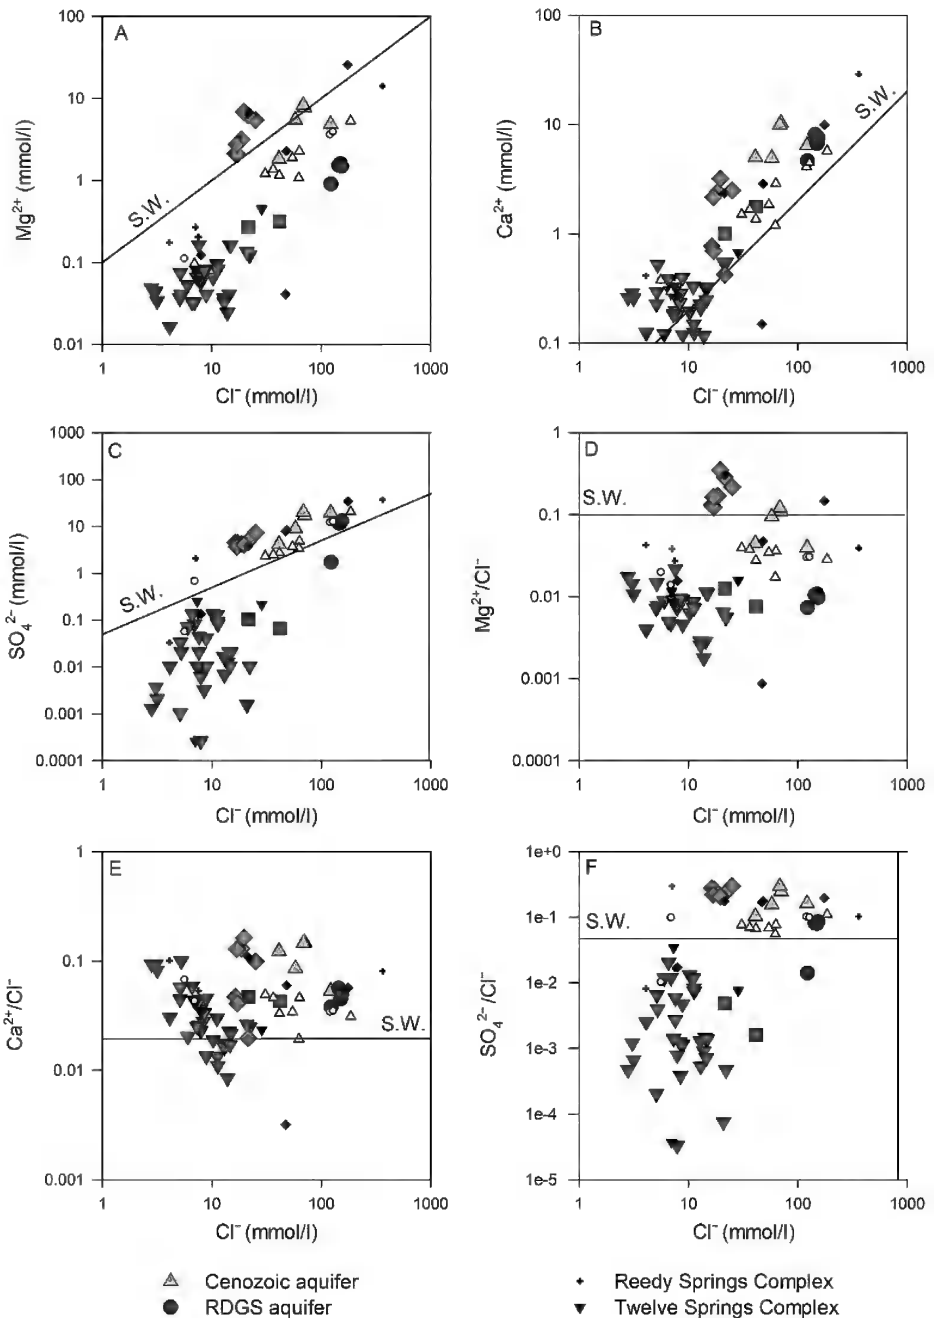 A
100
10
1
0.1
0.01
S.W.
Mg²⁺ (mmol/l)
1 10 100 1000
Cl⁻ (mmol/l)
B
100
10
1
0.1
S.W.
Ca²⁺ (mmol/l)
1 10 100 1000
Cl⁻ (mmol/l)
C
1000
100
10
1
0.1
0.01
0.001
0.0001
S.W.
SO₄²⁻ (mmol/l)
1 10 100 1000
Cl⁻ (mmol/l)
D
1
0.1
0.01
0.001
0.0001
S.W.
Mg²⁺/Cl⁻
1 10 100 1000
Cl⁻ (mmol/l)
E
1
0.1
0.01
0.001
S.W.
Ca²⁺/Cl⁻
1 10 100 1000
Cl⁻ (mmol/l)
F
1e+0
1e-1
1e-2
1e-3
1e-4
1e-5
S.W.
SO₄²⁻/Cl⁻
1 10 100 1000
Cl⁻ (mmol/l)
Cenozoic aquifer
RDGS aquifer
Reedy Springs Complex
Twelve Springs Complex